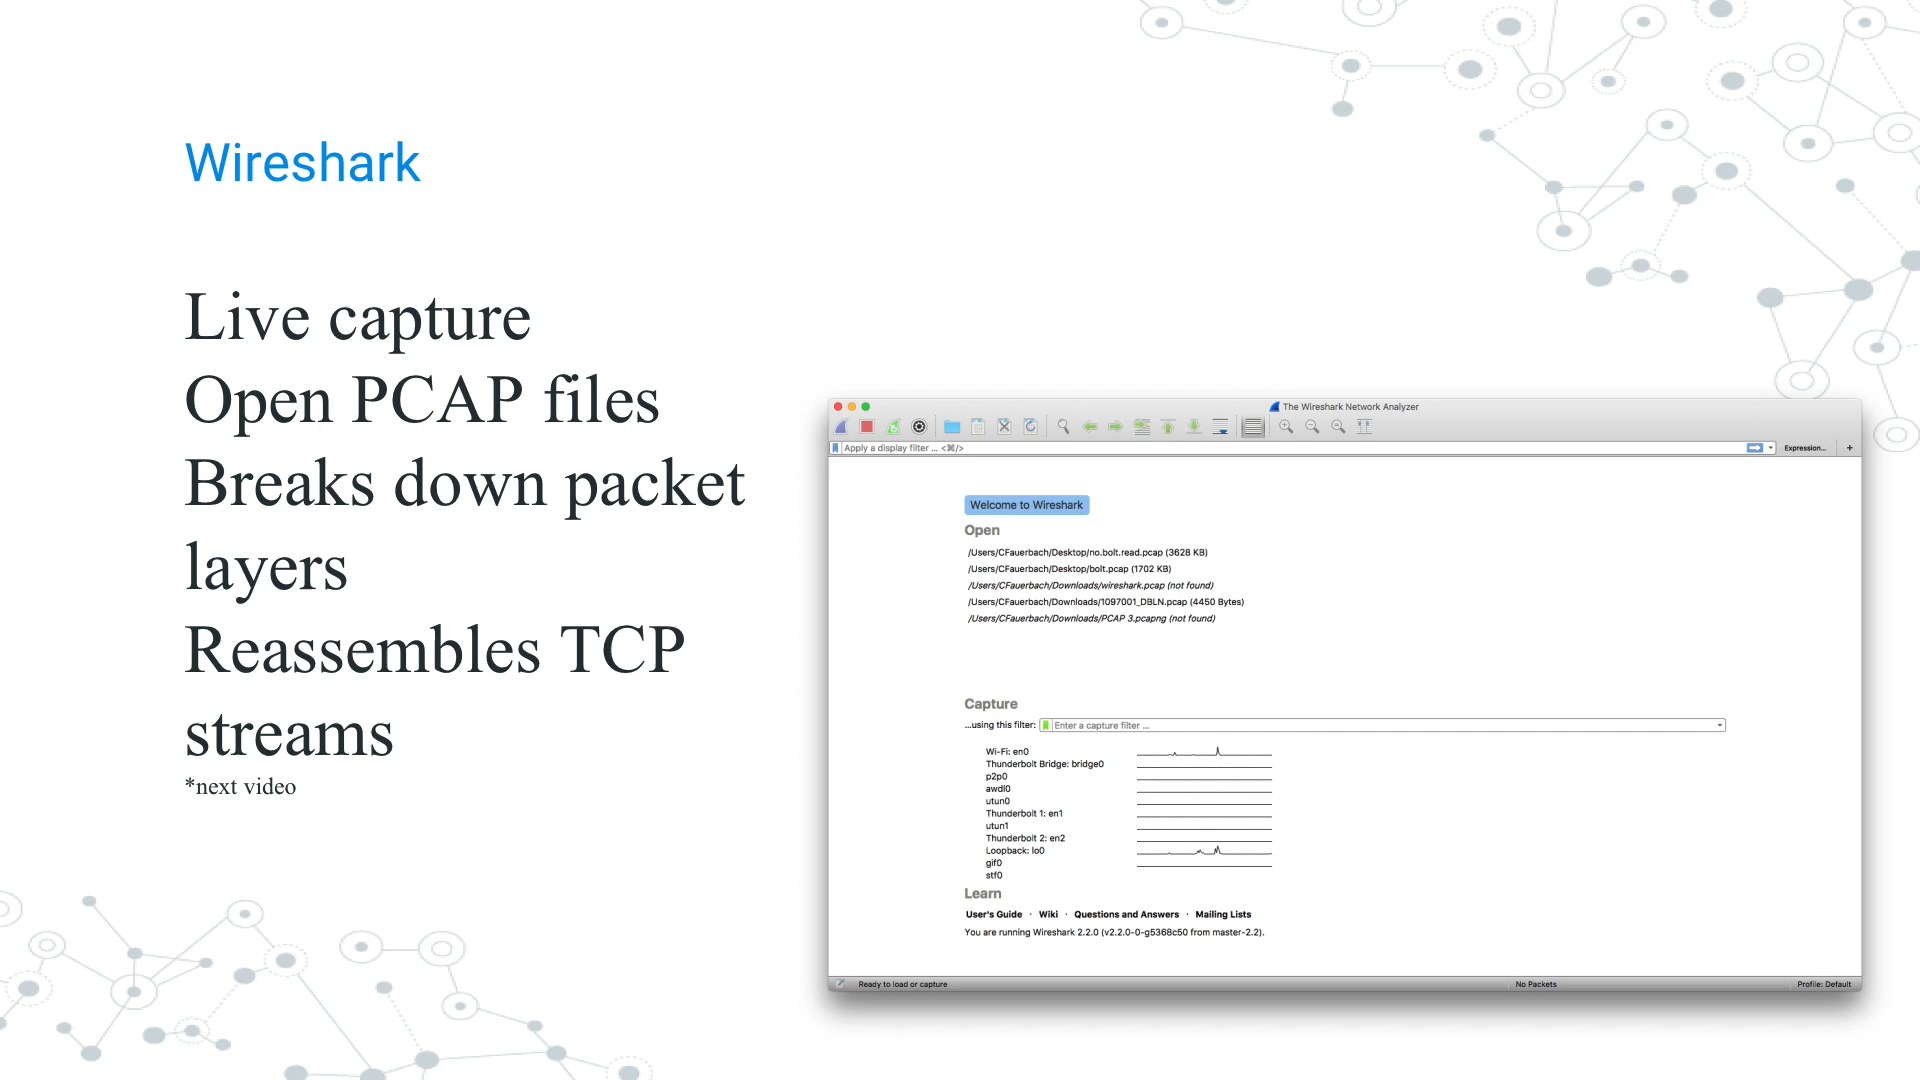 Wireshark
Live capture
Open PCAP files
Breaks down packet
layers
Reassembles TCP
streams
*next video
The Wireshark Network Analyzer
Apply a display filter ... <⌘/>
Expression...
+
Welcome to Wireshark
Open
/Users/CFauerbach/Desktop/no.bolt.read.pcap (3628 KB)
/Users/CFauerbach/Desktop/bolt.pcap (1702 KB)
/Users/CFauerbach/Downloads/wireshark.pcap (not found)
/Users/CFauerbach/Downloads/1097001_DBLN.pcap (4450 Bytes)
/Users/CFauerbach/Downloads/PCAP 3.pcapng (not found)
Capture
...using this filter: Enter a capture filter ...
Wi-Fi: en0
Thunderbolt Bridge: bridge0
p2p0
awdl0
utun0
Thunderbolt 1: en1
utun1
Thunderbolt 2: en2
Loopback: lo0
gif0
stf0
Learn
User's Guide · Wiki · Questions and Answers · Mailing Lists
You are running Wireshark 2.2.0 (v2.2.0-0-g5368c50 from master-2.2).
Ready to load or capture
No Packets
Profile: Default